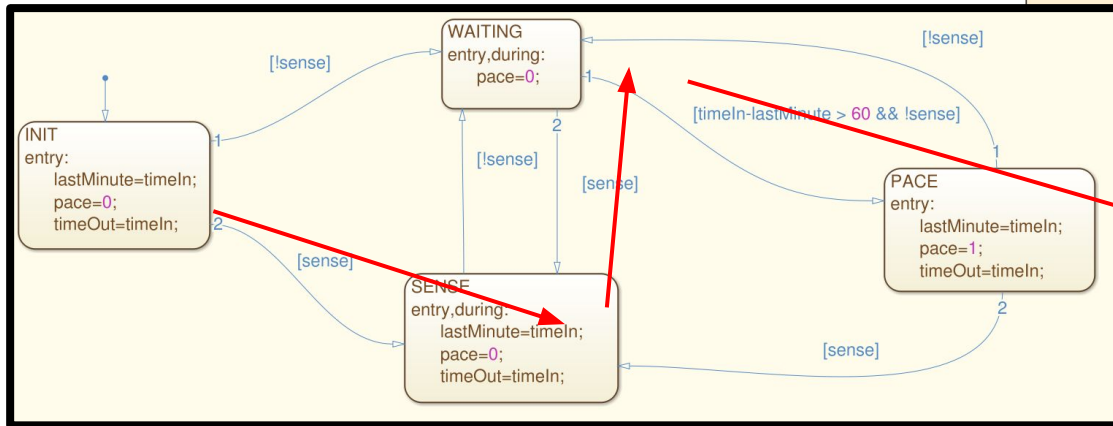 WAITING
entry,during:
pace=0;
[!sense]
[!sense]
1
2
[timeIn-lastMinute > 60 && !sense]
INIT
entry:
lastMinute=timeIn;
pace=0;
timeOut=timeIn;
1
2
[!sense]
[sense]
1
PACE
entry:
lastMinute=timeIn;
pace=1;
timeOut=timeIn;
2
[sense]
SENSE
entry,during:
lastMinute=timeIn;
pace=0;
timeOut=timeIn;
[sense]